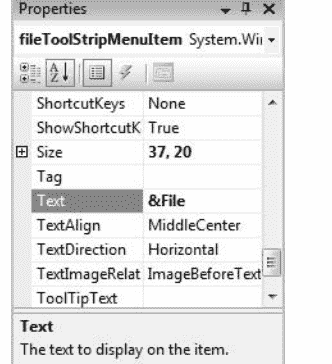 Properties
fileToolStripMenuItem System.Wi
ShortcutKeys None
ShowShortcutK True
Size 37, 20
Tag
Text &File
TextAlign MiddleCenter
TextDirection Horizontal
TextImageRelat ImageBeforeText
ToolTipText
Text
The text to display on the item.